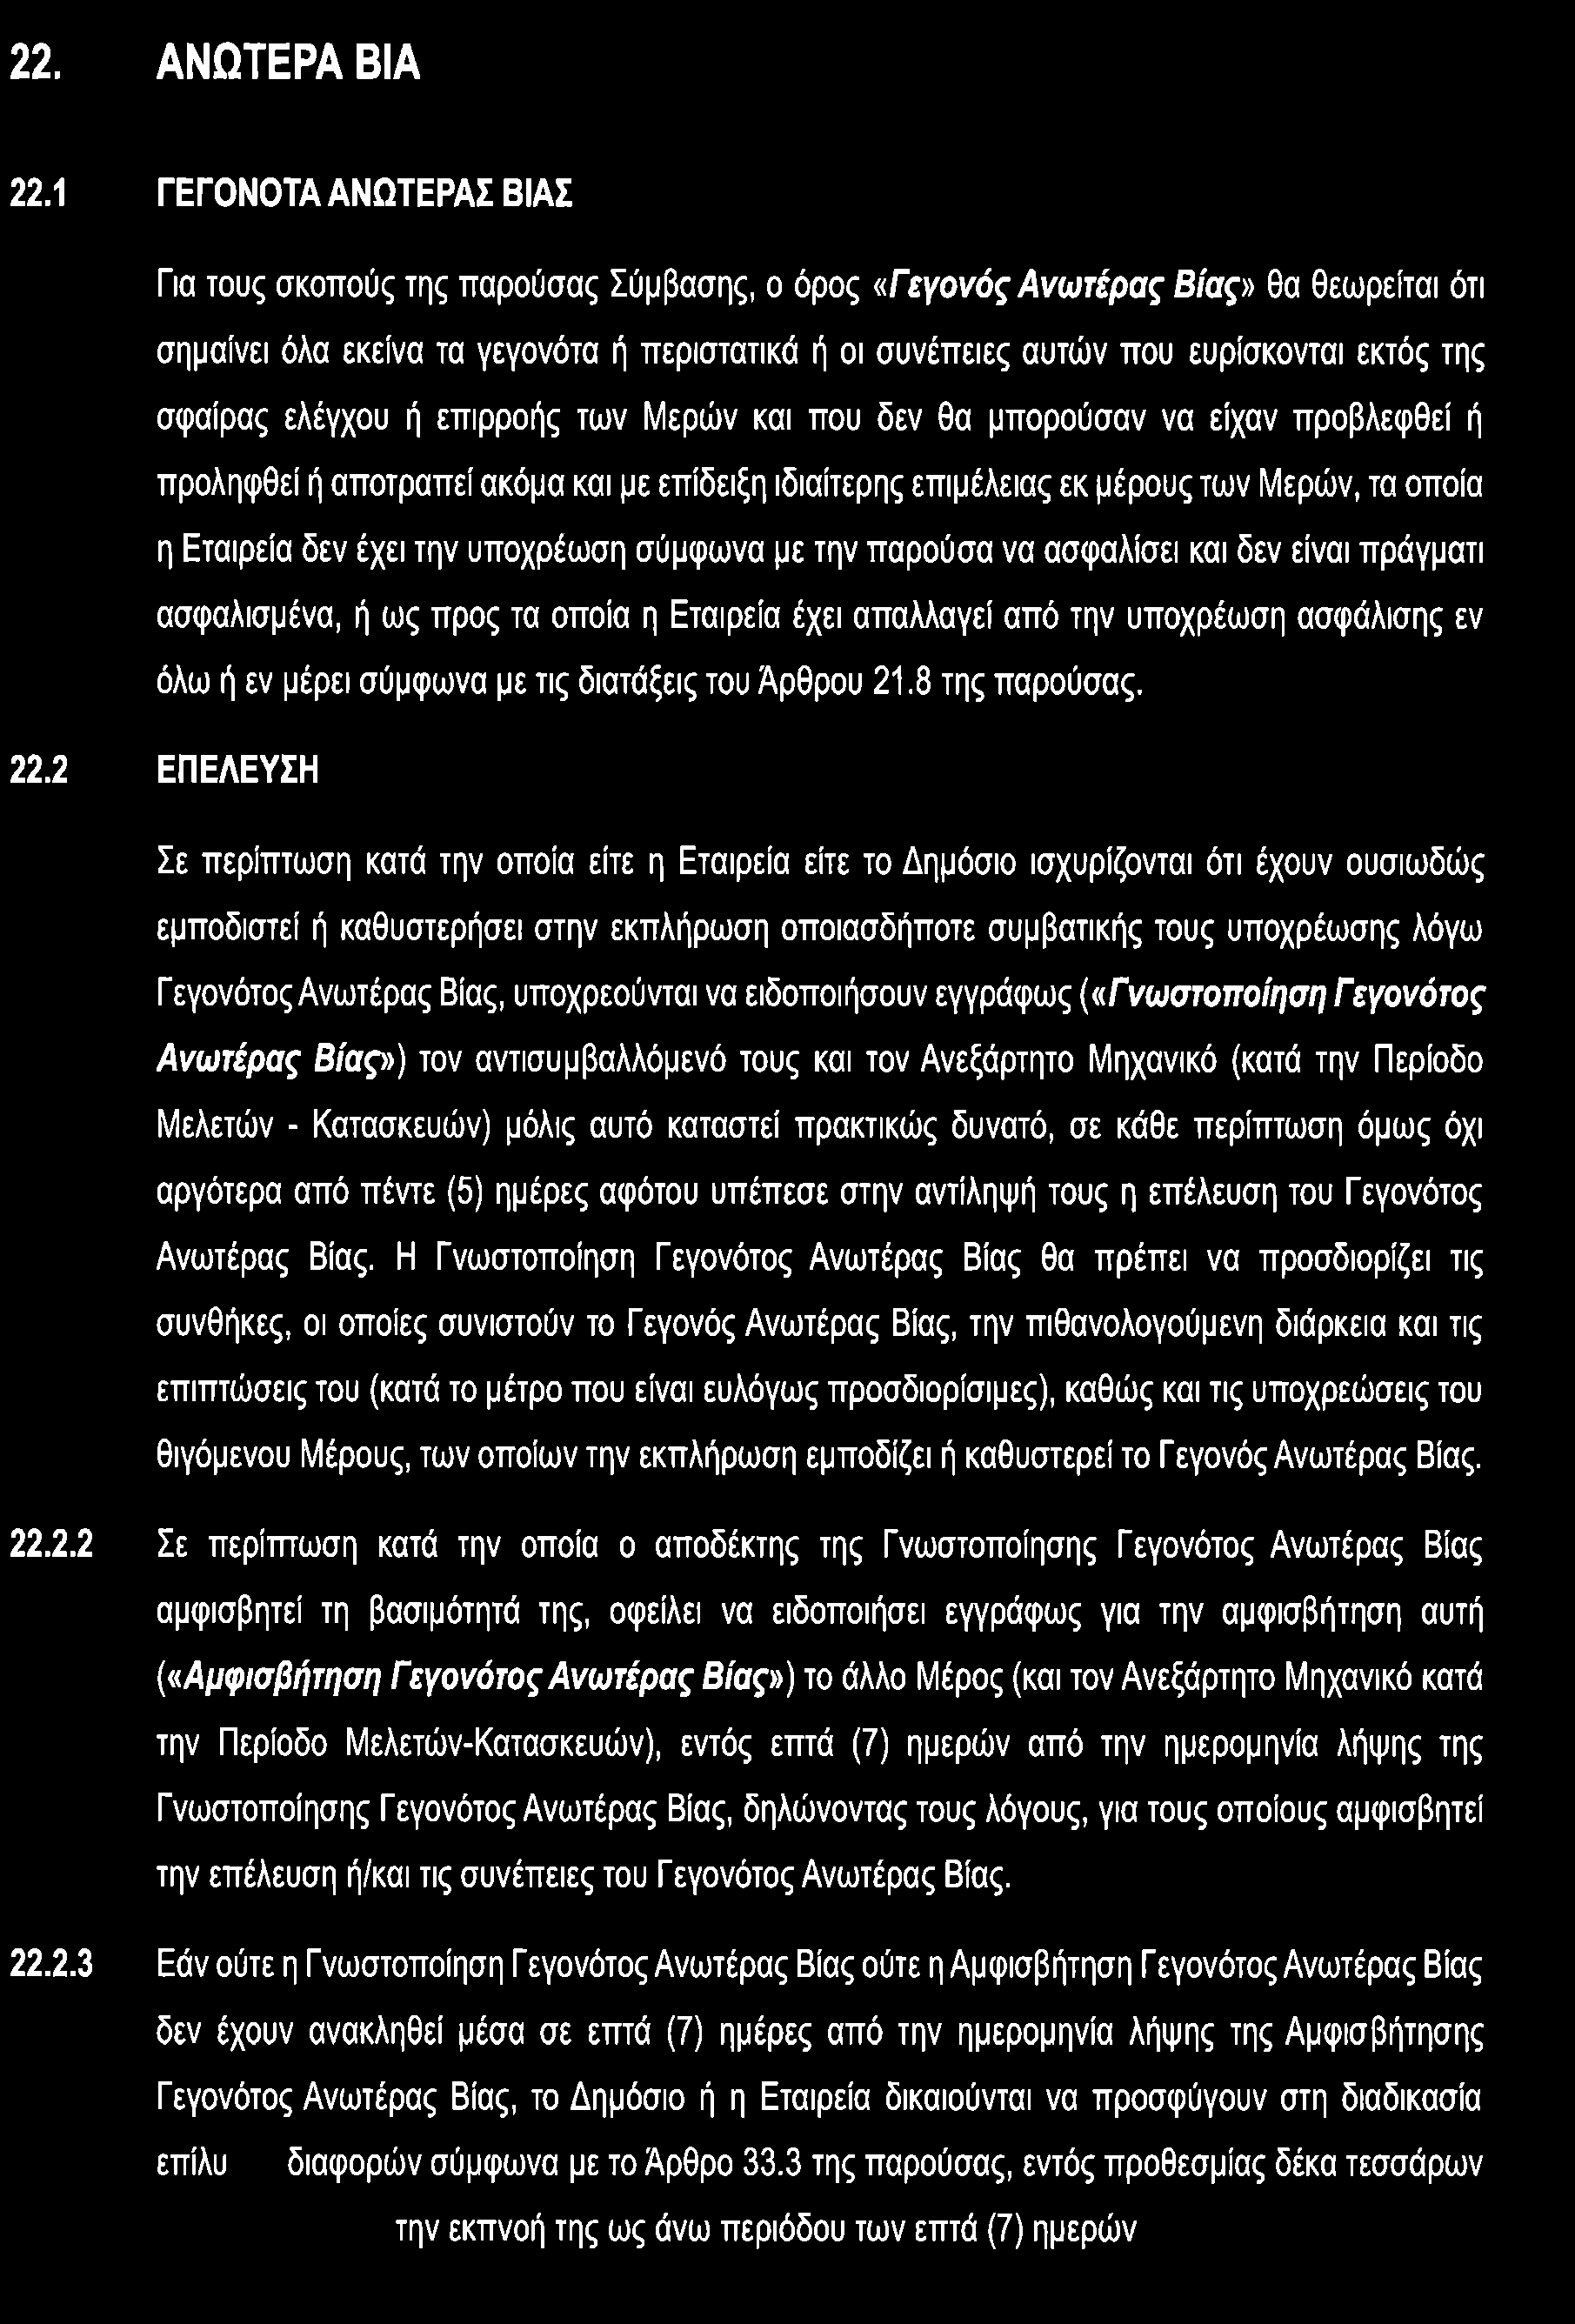 22. ΑΝΩΤΕΡΑ ΒΙΑ
22.1 ΓΕΓΟΝΟΤΑ ΑΝΩΤΕΡΑΣ ΒΙΑΣ
Για τους σκοπούς της παρούσας Σύμβασης, ο όρος «Γεγονός Ανωτέρας Βίας» θα θεωρείται ότι
σημαίνει όλα εκείνα τα γεγονότα ή περιστατικά ή οι συνέπειες αυτών που ευρίσκονται εκτός της
σφαίρας ελέγχου ή επιρροής των Μερών και που δεν θα μπορούσαν να είχαν προβλεφθεί ή
προληφθεί ή αποτραπεί ακόμα και με επίδειξη ιδιαίτερης επιμέλειας εκ μέρους των Μερών, τα οποία
η Εταιρεία δεν έχει την υποχρέωση σύμφωνα με την παρούσα να ασφαλίσει και δεν είναι πράγματι
ασφαλισμένα, ή ως προς τα οποία η Εταιρεία έχει απαλλαγεί από την υποχρέωση ασφάλισης εν
όλω ή εν μέρει σύμφωνα με τις διατάξεις του Άρθρου 21.8 της παρούσας.
22.2 ΕΠΕΛΕΥΣΗ
Σε περίπτωση κατά την οποία είτε η Εταιρεία είτε το Δημόσιο ισχυρίζονται ότι έχουν ουσιωδώς
εμποδιστεί ή καθυστερήσει στην εκπλήρωση οποιασδήποτε συμβατικής τους υποχρέωσης λόγω
Γεγονότος Ανωτέρας Βίας, υποχρεούνται να ειδοποιήσουν εγγράφως («Γνωστοποίηση Γεγονότος
Ανωτέρας Βίας») τον αντισυμβαλλόμενό τους και τον Ανεξάρτητο Μηχανικό (κατά την Περίοδο
Μελετών - Κατασκευών) μόλις αυτό καταστεί πρακτικώς δυνατό, σε κάθε περίπτωση όμως όχι
αργότερα από πέντε (5) ημέρες αφότου υπέπεσε στην αντίληψή τους η επέλευση του Γεγονότος
Ανωτέρας Βίας. Η Γνωστοποίηση Γεγονότος Ανωτέρας Βίας θα πρέπει να προσδιορίζει τις
συνθήκες, οι οποίες συνιστούν το Γεγονός Ανωτέρας Βίας, την πιθανολογούμενη διάρκεια και τις
επιπτώσεις του (κατά το μέτρο που είναι ευλόγως προσδιορίσιμες), καθώς και τις υποχρεώσεις του
θιγόμενου Μέρους, των οποίων την εκπλήρωση εμποδίζει ή καθυστερεί το Γεγονός Ανωτέρας Βίας.
22.2.2 Σε περίπτωση κατά την οποία ο αποδέκτης της Γνωστοποίησης Γεγονότος Ανωτέρας Βίας
αμφισβητεί τη βασιμότητά της, οφείλει να ειδοποιήσει εγγράφως για την αμφισβήτηση αυτή
(«Αμφισβήτηση Γεγονότος Ανωτέρας Βίας») το άλλο Μέρος (και τον Ανεξάρτητο Μηχανικό κατά
την Περίοδο Μελετών-Κατασκευών), εντός επτά (7) ημερών από την ημερομηνία λήψης της
Γνωστοποίησης Γεγονότος Ανωτέρας Βίας, δηλώνοντας τους λόγους, για τους οποίους αμφισβητεί
την επέλευση ή/και τις συνέπειες του Γεγονότος Ανωτέρας Βίας.
22.2.3 Εάν ούτε η Γνωστοποίηση Γεγονότος Ανωτέρας Βίας ούτε η Αμφισβήτηση Γεγονότος Ανωτέρας Βίας
δεν έχουν ανακληθεί μέσα σε επτά (7) ημέρες από την ημερομηνία λήψης της Αμφισβήτησης
Γεγονότος Ανωτέρας Βίας, το Δημόσιο ή η Εταιρεία δικαιούνται να προσφύγουν στη διαδικασία
επίλυ διαφορών σύμφωνα με το Άρθρο 33.3 της παρούσας, εντός προθεσμίας δέκα τεσσάρων
την εκπνοή της ως άνω περιόδου των επτά (7) ημερών